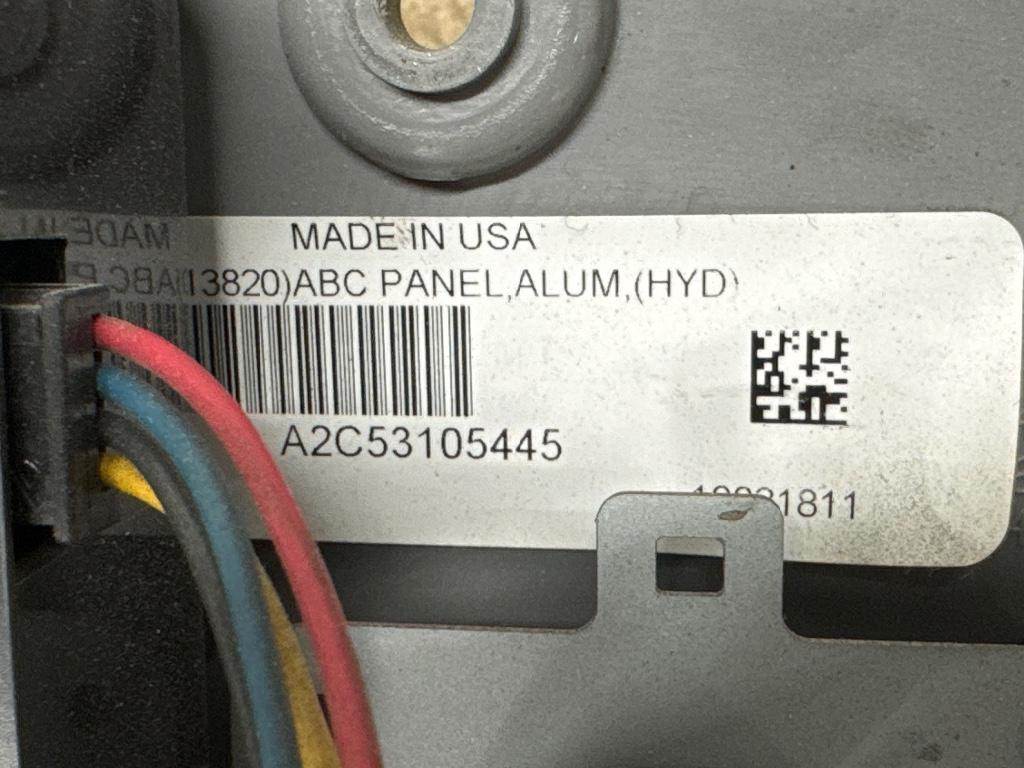 MADE IN USA
(13820)ABC PANEL,ALUM,(HYD)
A2C53105445